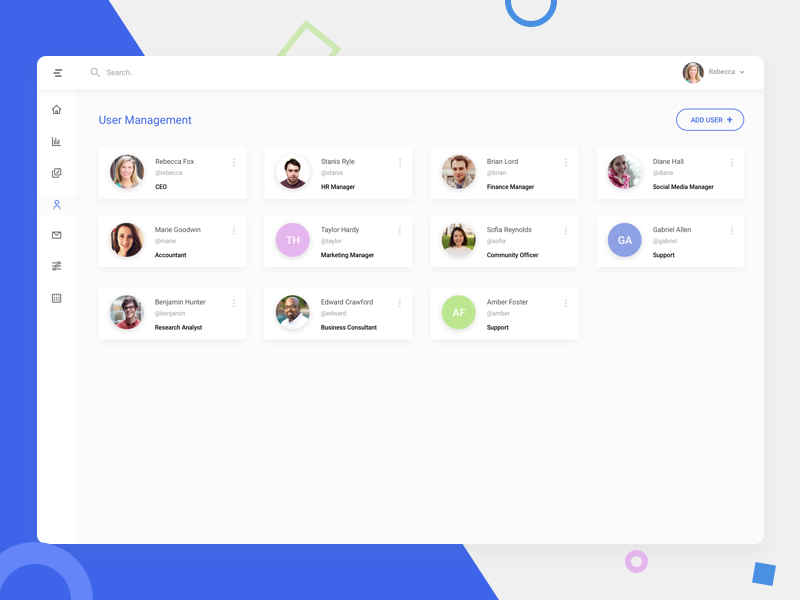 Search..
Rebecca
User Management
ADD USER +
Rebecca Fox
@rebecca
CEO
Stanis Ryle
@stanis
HR Manager
Brian Lord
@brian
Finance Manager
Diane Hall
@diane
Social Media Manager
Marie Goodwin
@marie
Accountant
TH
Taylor Hardy
@taylor
Marketing Manager
Sofia Reynolds
@sofia
Community Officer
GA
Gabriel Allen
@gabriel
Support
Benjamin Hunter
@benjamin
Research Analyst
Edward Crawford
@edward
Business Consultant
AF
Amber Foster
@amber
Support